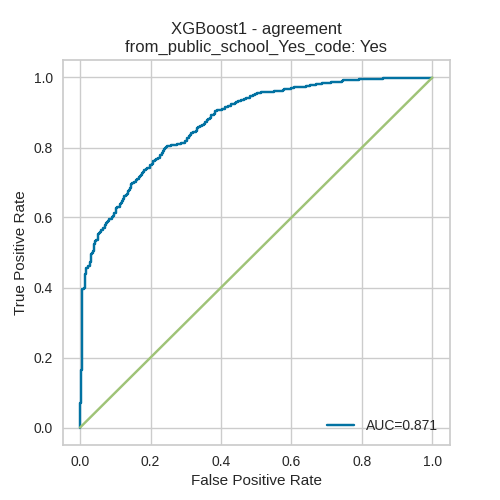 XGBoost1 - agreement
from_public_school_Yes_code: Yes
True Positive Rate
1.0
0.8
0.6
0.4
0.2
0.0
AUC=0.871
0.0 0.2 0.4 0.6 0.8 1.0
False Positive Rate